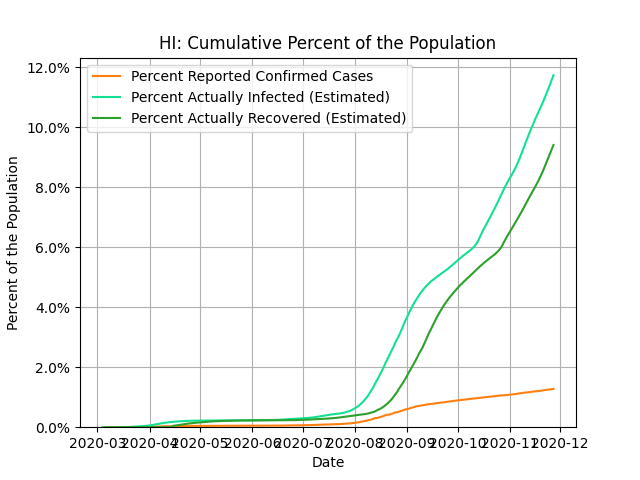 HI: Cumulative Percent of the Population
12.0%
10.0%
8.0%
6.0%
4.0%
2.0%
0.0%
Percent of the Population
Percent Reported Confirmed Cases
Percent Actually Infected (Estimated)
Percent Actually Recovered (Estimated)
2020-03 2020-04 2020-05 2020-06 2020-07 2020-08 2020-09 2020-10 2020-11 2020-12
Date